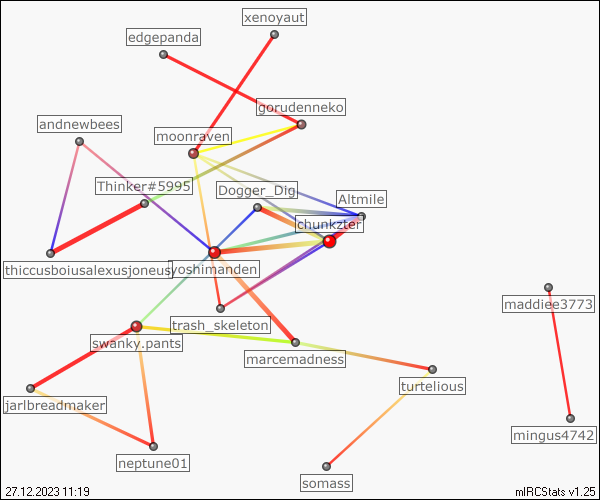 xenoyaut
edgepanda
gorudenneko
andnewbees
moonraven
Thinker#5995
Dogger_Dig
Altmile
chunkzter
thiccusboiusalexusjoneus
yoshimanden
maddiee3773
trash_skeleton
swanky.pants
marcemadness
turtelious
jarlbreadmaker
mingus4742
neptune01
somass
27.12.2023 11:19
mIRCStats v1.25